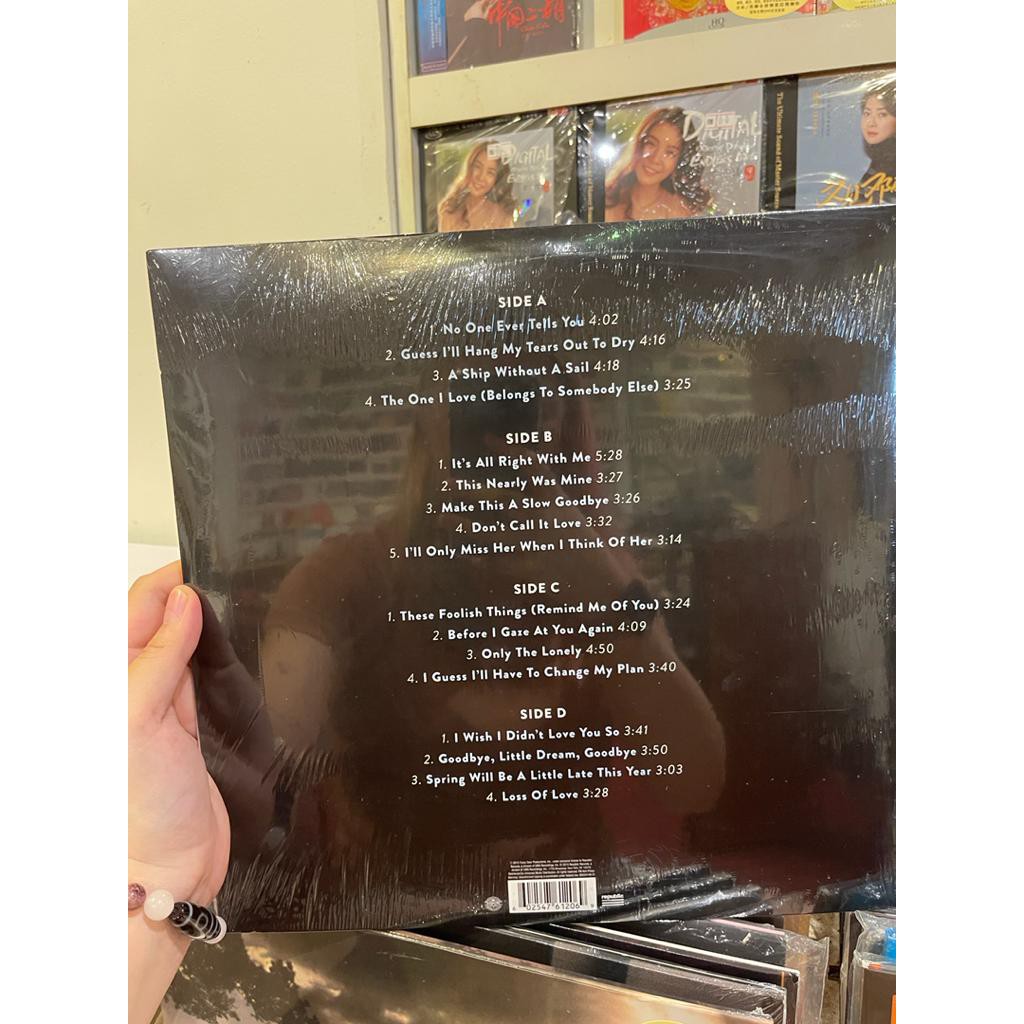 HQ
DIGITAL
DIGITAL
SIDE A
1. No One Ever Tells You 4:02
2. Guess I'll Hang My Tears Out To Dry 4:16
3. A Ship Without A Sail 4:18
4. The One I Love (Belongs To Somebody Else) 3:25
SIDE B
1. It's All Right With Me 5:28
2. This Nearly Was Mine 3:27
3. Make This A Slow Goodbye 3:26
4. Don't Call It Love 3:32
5. I'll Only Miss Her When I Think Of Her 3:14
SIDE C
1. These Foolish Things (Remind Me Of You) 3:24
2. Before I Gaze At You Again 4:09
3. Only The Lonely 4:50
4. I Guess I'll Have To Change My Plan 3:40
SIDE D
1. I Wish I Didn't Love You So 3:41
2. Goodbye, Little Dream, Goodbye 3:50
3. Spring Will Be A Little Late This Year 3:03
4. Loss Of Love 3:28
republic
02547 61206